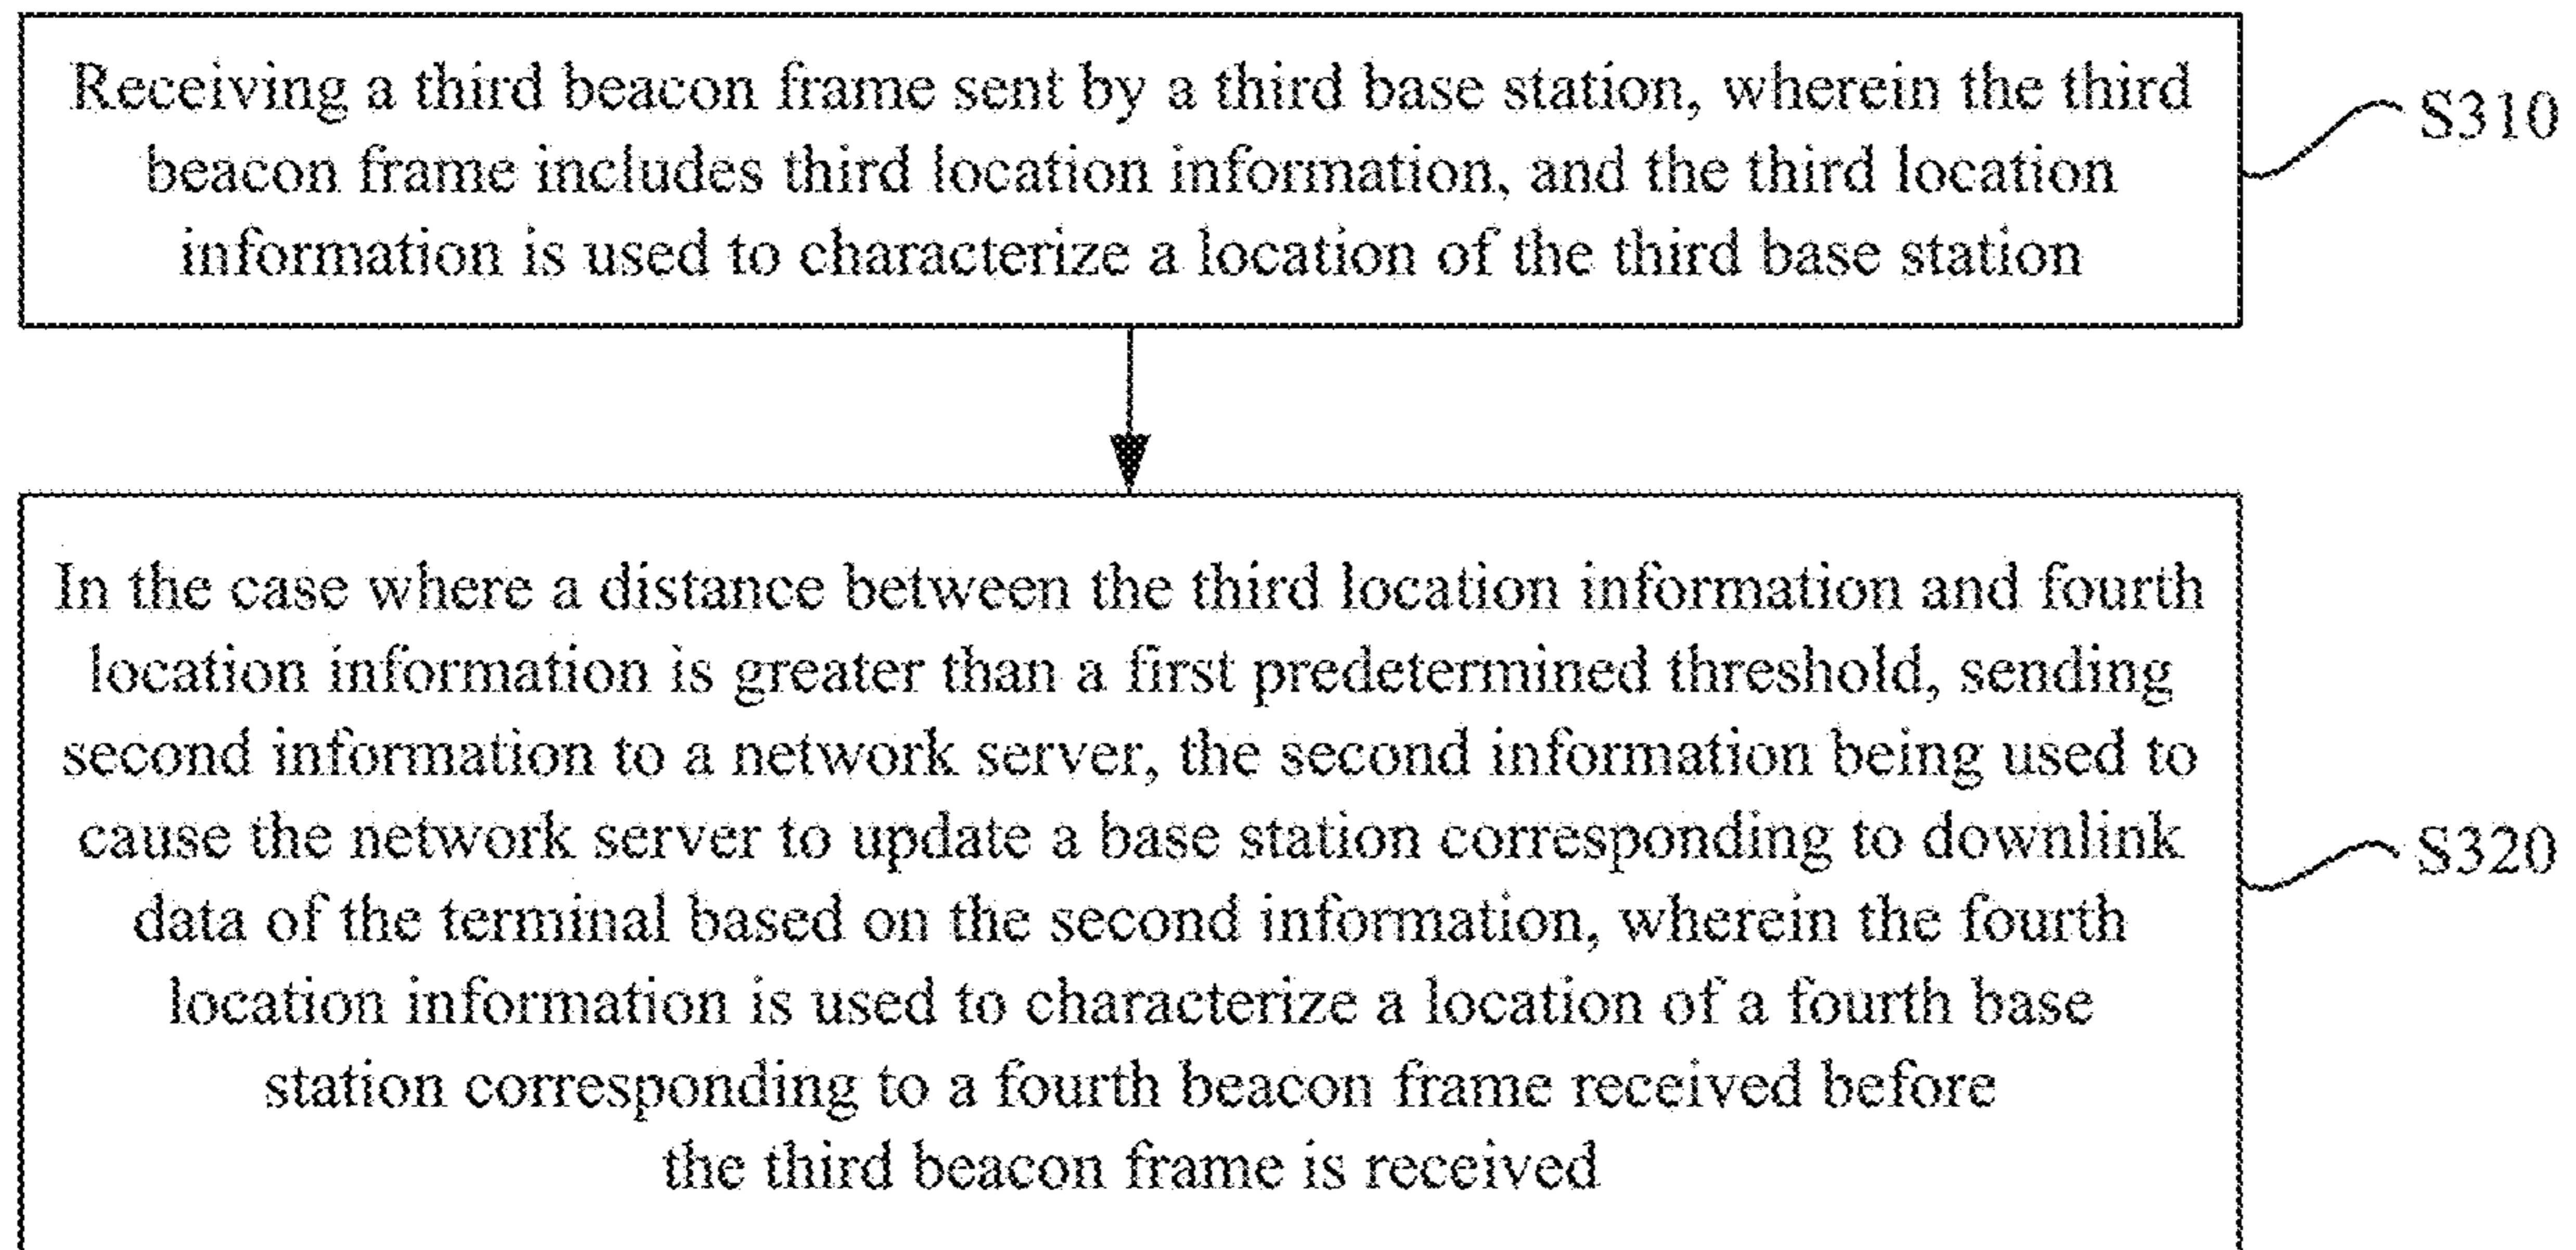 Receiving a third beacon frame sent by a third base station, wherein the third
beacon frame includes third location information, and the third location
information is used to characterize a location of the third base station
S310
In the case where a distance between the third location information and fourth
location information is greater than a first predetermined threshold, sending
second information to a network server, the second information being used to
cause the network server to update a base station corresponding to downlink
data of the terminal based on the second information, wherein the fourth
location information is used to characterize a location of a fourth base
station corresponding to a fourth beacon frame received before
the third beacon frame is received
S320